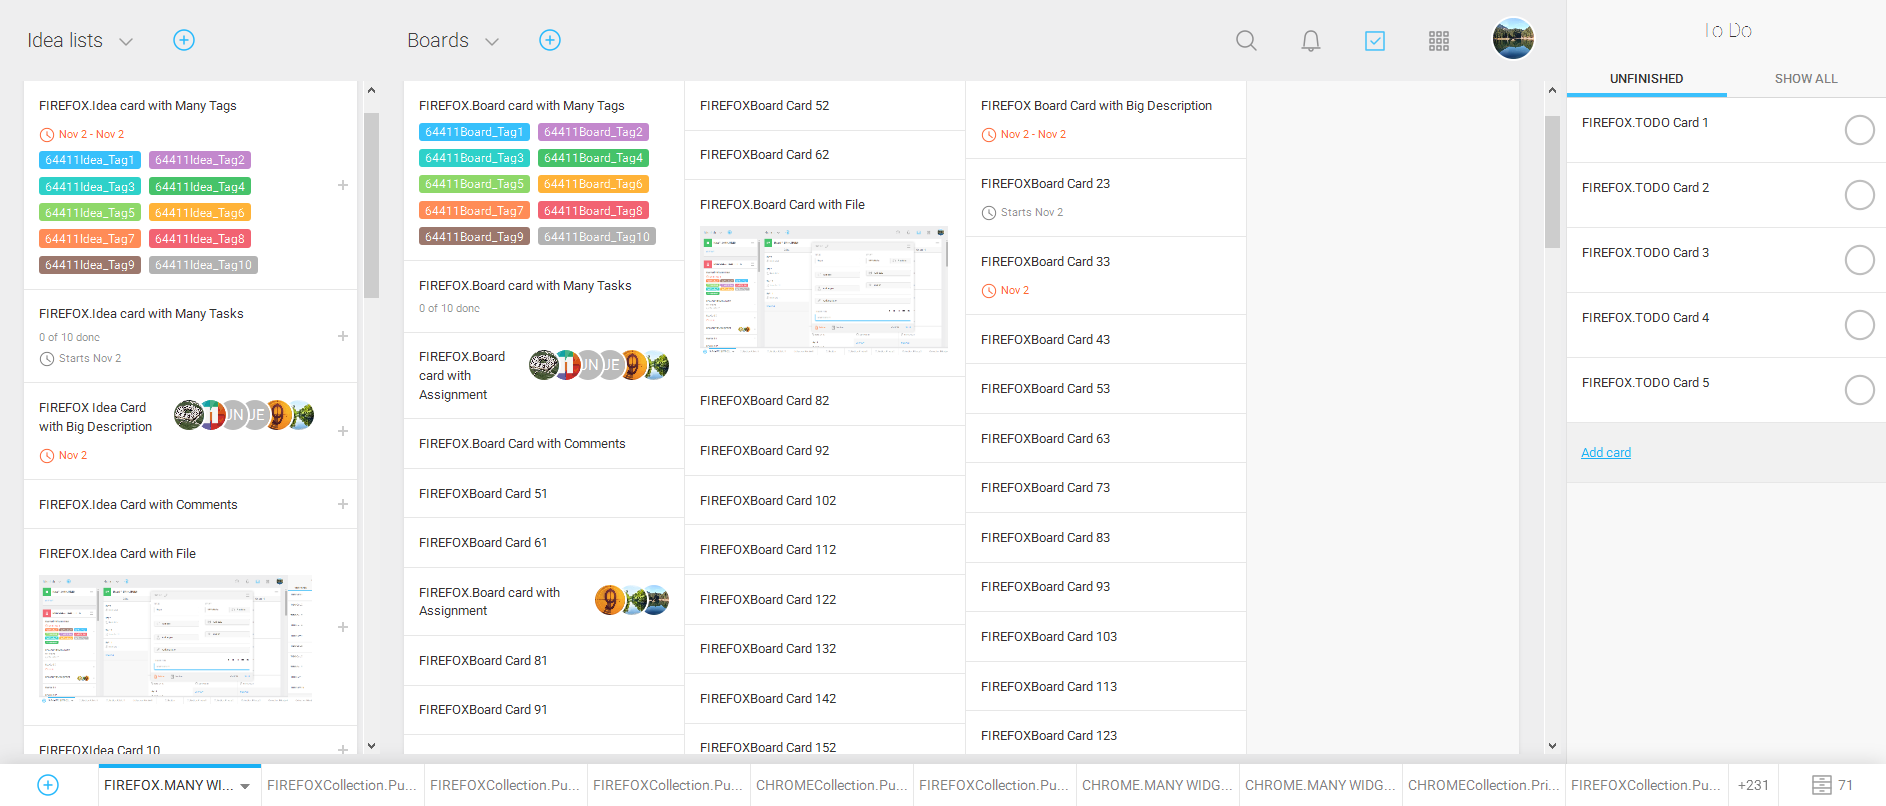 Idea lists
Boards
To Do
UNFINISHED
SHOW ALL
FIREFOX.Idea card with Many Tags
Nov 2 - Nov 2
64411Idea_Tag1 64411Idea_Tag2
64411Idea_Tag3 64411Idea_Tag4
64411Idea_Tag5 64411Idea_Tag6
64411Idea_Tag7 64411Idea_Tag8
64411Idea_Tag9 64411Idea_Tag10
FIREFOX.Idea card with Many Tasks
0 of 10 done
Starts Nov 2
FIREFOX Idea Card
with Big Description
JN JE
Nov 2
FIREFOX.Idea Card with Comments
FIREFOX.Idea Card with File
FIREFOXIdea Card 10
FIREFOX.Board card with Many Tags
64411Board_Tag1 64411Board_Tag2
64411Board_Tag3 64411Board_Tag4
64411Board_Tag5 64411Board_Tag6
64411Board_Tag7 64411Board_Tag8
64411Board_Tag9 64411Board_Tag10
FIREFOX.Board card with Many Tasks
0 of 10 done
FIREFOX.Board
card with
Assignment
JN JE
FIREFOX.Board Card with Comments
FIREFOXBoard Card 51
FIREFOXBoard Card 61
FIREFOX.Board card with
Assignment
FIREFOXBoard Card 81
FIREFOXBoard Card 91
FIREFOXBoard Card 52
FIREFOXBoard Card 62
FIREFOX.Board Card with File
FIREFOXBoard Card 82
FIREFOXBoard Card 92
FIREFOXBoard Card 102
FIREFOXBoard Card 112
FIREFOXBoard Card 122
FIREFOXBoard Card 132
FIREFOXBoard Card 142
FIREFOXBoard Card 152
FIREFOX Board Card with Big Description
Nov 2 - Nov 2
FIREFOXBoard Card 23
Starts Nov 2
FIREFOXBoard Card 33
Nov 2
FIREFOXBoard Card 43
FIREFOXBoard Card 53
FIREFOXBoard Card 63
FIREFOXBoard Card 73
FIREFOXBoard Card 83
FIREFOXBoard Card 93
FIREFOXBoard Card 103
FIREFOXBoard Card 113
FIREFOXBoard Card 123
FIREFOX.TODO Card 1
FIREFOX.TODO Card 2
FIREFOX.TODO Card 3
FIREFOX.TODO Card 4
FIREFOX.TODO Card 5
Add card
FIREFOX.MANY WI...
FIREFOXCollection.Pu...
FIREFOXCollection.Pu...
FIREFOXCollection.Pu...
CHROMECollection.Pu...
FIREFOXCollection.Pu...
CHROME.MANY WIDG...
CHROME.MANY WIDG...
CHROMECollection.Pri...
FIREFOXCollection.Pu...
+231
71